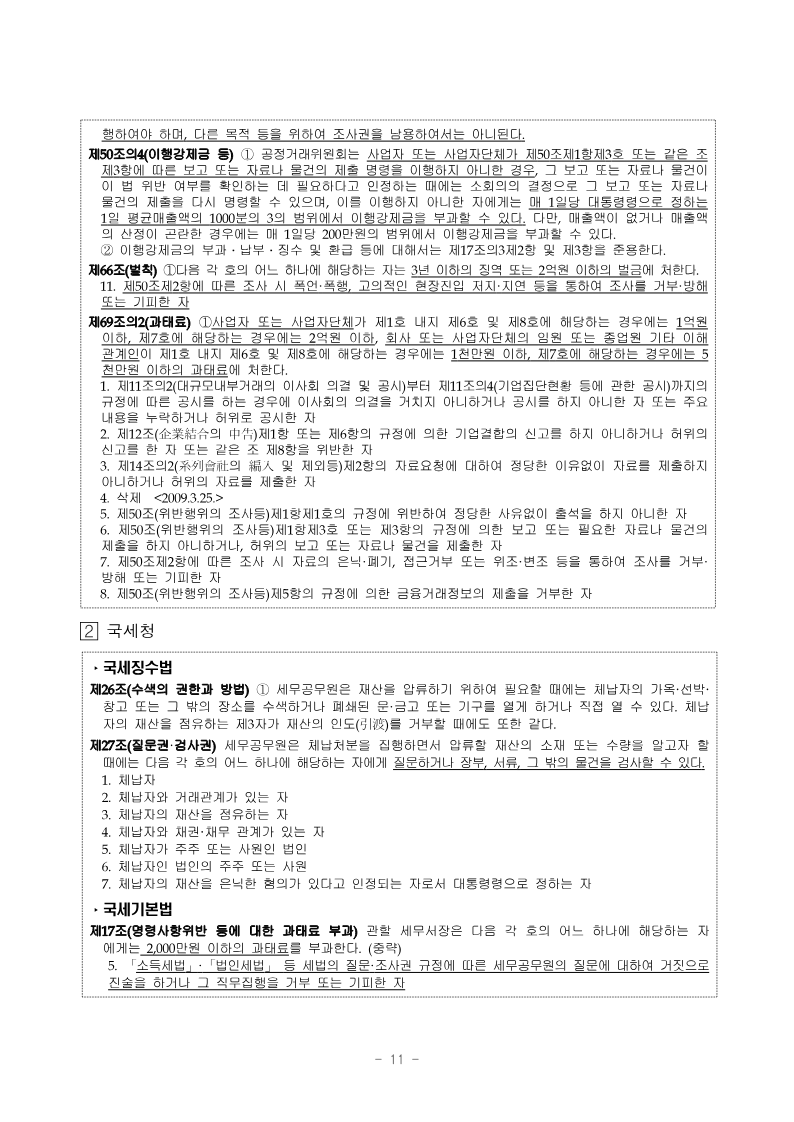 행하여야 하며, 다른 목적 등을 위하여 조사권을 남용하여서는 아니된다.
제50조의4(이행강제금 등) ① 공정거래위원회는 사업자 또는 사업자단체가 제50조제1항제3호 또는 같은 조
제3항에 따른 보고 또는 자료나 물건의 제출 명령을 이행하지 아니한 경우, 그 보고 또는 자료나 물건이
이 법 위반 여부를 확인하는 데 필요하다고 인정하는 때에는 소회의의 결정으로 그 보고 또는 자료나
물건의 제출을 다시 명령할 수 있으며, 이를 이행하지 아니한 자에게는 매 1일당 대통령령으로 정하는
1일 평균매출액의 1000분의 3의 범위에서 이행강제금을 부과할 수 있다. 다만, 매출액이 없거나 매출액
의 산정이 곤란한 경우에는 매 1일당 200만원의 범위에서 이행강제금을 부과할 수 있다.
② 이행강제금의 부과·납부·징수 및 환급 등에 대해서는 제17조의3제2항 및 제3항을 준용한다.
제66조(벌칙) ①다음 각 호의 어느 하나에 해당하는 자는 3년 이하의 징역 또는 2억원 이하의 벌금에 처한다.
11. 제50조제2항에 따른 조사 시 폭언·폭행, 고의적인 현장진입 저지·지연 등을 통하여 조사를 거부·방해
또는 기피한 자
제69조의2(과태료) ①사업자 또는 사업자단체가 제1호 내지 제6호 및 제8호에 해당하는 경우에는 1억원
이하, 제7호에 해당하는 경우에는 2억원 이하, 회사 또는 사업자단체의 임원 또는 종업원 기타 이해
관계인이 제1호 내지 제6호 및 제8호에 해당하는 경우에는 1천만원 이하, 제7호에 해당하는 경우에는 5
천만원 이하의 과태료에 처한다.
1. 제11조의2(대규모내부거래의 이사회 의결 및 공시)부터 제11조의4(기업집단현황 등에 관한 공시)까지의
규정에 따른 공시를 하는 경우에 이사회의 의결을 거치지 아니하거나 공시를 하지 아니한 자 또는 주요
내용을 누락하거나 허위로 공시한 자
2. 제12조(企業結合의 申告)제1항 또는 제6항의 규정에 의한 기업결합의 신고를 하지 아니하거나 허위의
신고를 한 자 또는 같은 조 제8항을 위반한 자
3. 제14조의2(系列會社의 編入 및 제외등)제2항의 자료요청에 대하여 정당한 이유없이 자료를 제출하지
아니하거나 허위의 자료를 제출한 자
4. 삭제 <2009.3.25.>
5. 제50조(위반행위의 조사등)제1항제1호의 규정에 위반하여 정당한 사유없이 출석을 하지 아니한 자
6. 제50조(위반행위의 조사등)제1항제3호 또는 제3항의 규정에 의한 보고 또는 필요한 자료나 물건의
제출을 하지 아니하거나, 허위의 보고 또는 자료나 물건을 제출한 자
7. 제50조제2항에 따른 조사 시 자료의 은닉·폐기, 접근거부 또는 위조·변조 등을 통하여 조사를 거부·
방해 또는 기피한 자
8. 제50조(위반행위의 조사등)제5항의 규정에 의한 금융거래정보의 제출을 거부한 자
2 국세청
‣국세징수법
제26조(수색의 권한과 방법) ① 세무공무원은 재산을 압류하기 위하여 필요할 때에는 체납자의 가옥·선박·
창고 또는 그 밖의 장소를 수색하거나 폐쇄된 문·금고 또는 기구를 열게 하거나 직접 열 수 있다. 체납
자의 재산을 점유하는 제3자가 재산의 인도(引渡)를 거부할 때에도 또한 같다.
제27조(질문권·검사권) 세무공무원은 체납처분을 집행하면서 압류할 재산의 소재 또는 수량을 알고자 할
때에는 다음 각 호의 어느 하나에 해당하는 자에게 질문하거나 장부, 서류, 그 밖의 물건을 검사할 수 있다.
1. 체납자
2. 체납자와 거래관계가 있는 자
3. 체납자의 재산을 점유하는 자
4. 체납자와 채권·채무 관계가 있는 자
5. 체납자가 주주 또는 사원인 법인
6. 체납자인 법인의 주주 또는 사원
7. 체납자의 재산을 은닉한 혐의가 있다고 인정되는 자로서 대통령령으로 정하는 자
‣국세기본법
제17조(명령사항위반 등에 대한 과태료 부과) 관할 세무서장은 다음 각 호의 어느 하나에 해당하는 자
에게는 2,000만원 이하의 과태료를 부과한다. (중략)
5. 「소득세법」·「법인세법」 등 세법의 질문·조사권 규정에 따른 세무공무원의 질문에 대하여 거짓으로
진술을 하거나 그 직무집행을 거부 또는 기피한 자
- 11 -